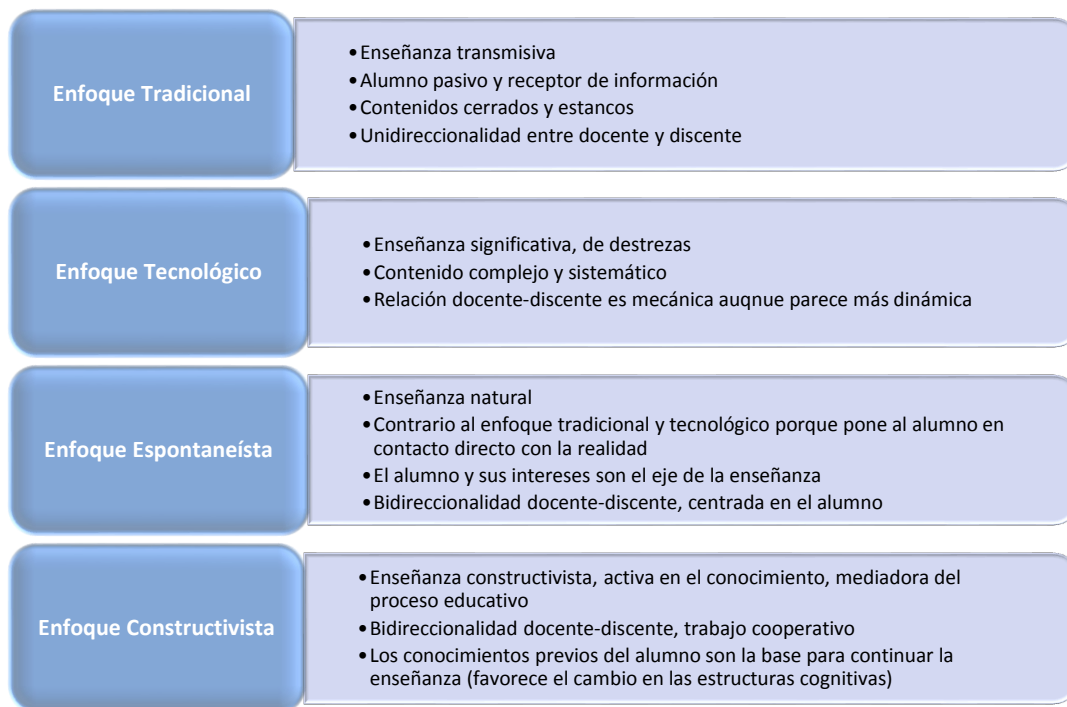 Enfoque Tradicional
•Enseñanza transmisiva
•Alumno pasivo y receptor de información
•Contenidos cerrados y estancos
•Unidireccionalidad entre docente y discente
Enfoque Tecnológico
•Enseñanza significativa, de destrezas
•Contenido complejo y sistemático
•Relación docente-discente es mecánica auqnue parece más dinámica
Enfoque Espontaneísta
•Enseñanza natural
•Contrario al enfoque tradicional y tecnológico porque pone al alumno en
contacto directo con la realidad
•El alumno y sus intereses son el eje de la enseñanza
•Bidireccionalidad docente-discente, centrada en el alumno
Enfoque Constructivista
•Enseñanza constructivista, activa en el conocimiento, mediadora del
proceso educativo
•Bidireccionalidad docente-discente, trabajo cooperativo
•Los conocimientos previos del alumno son la base para continuar la
enseñanza (favorece el cambio en las estructuras cognitivas)